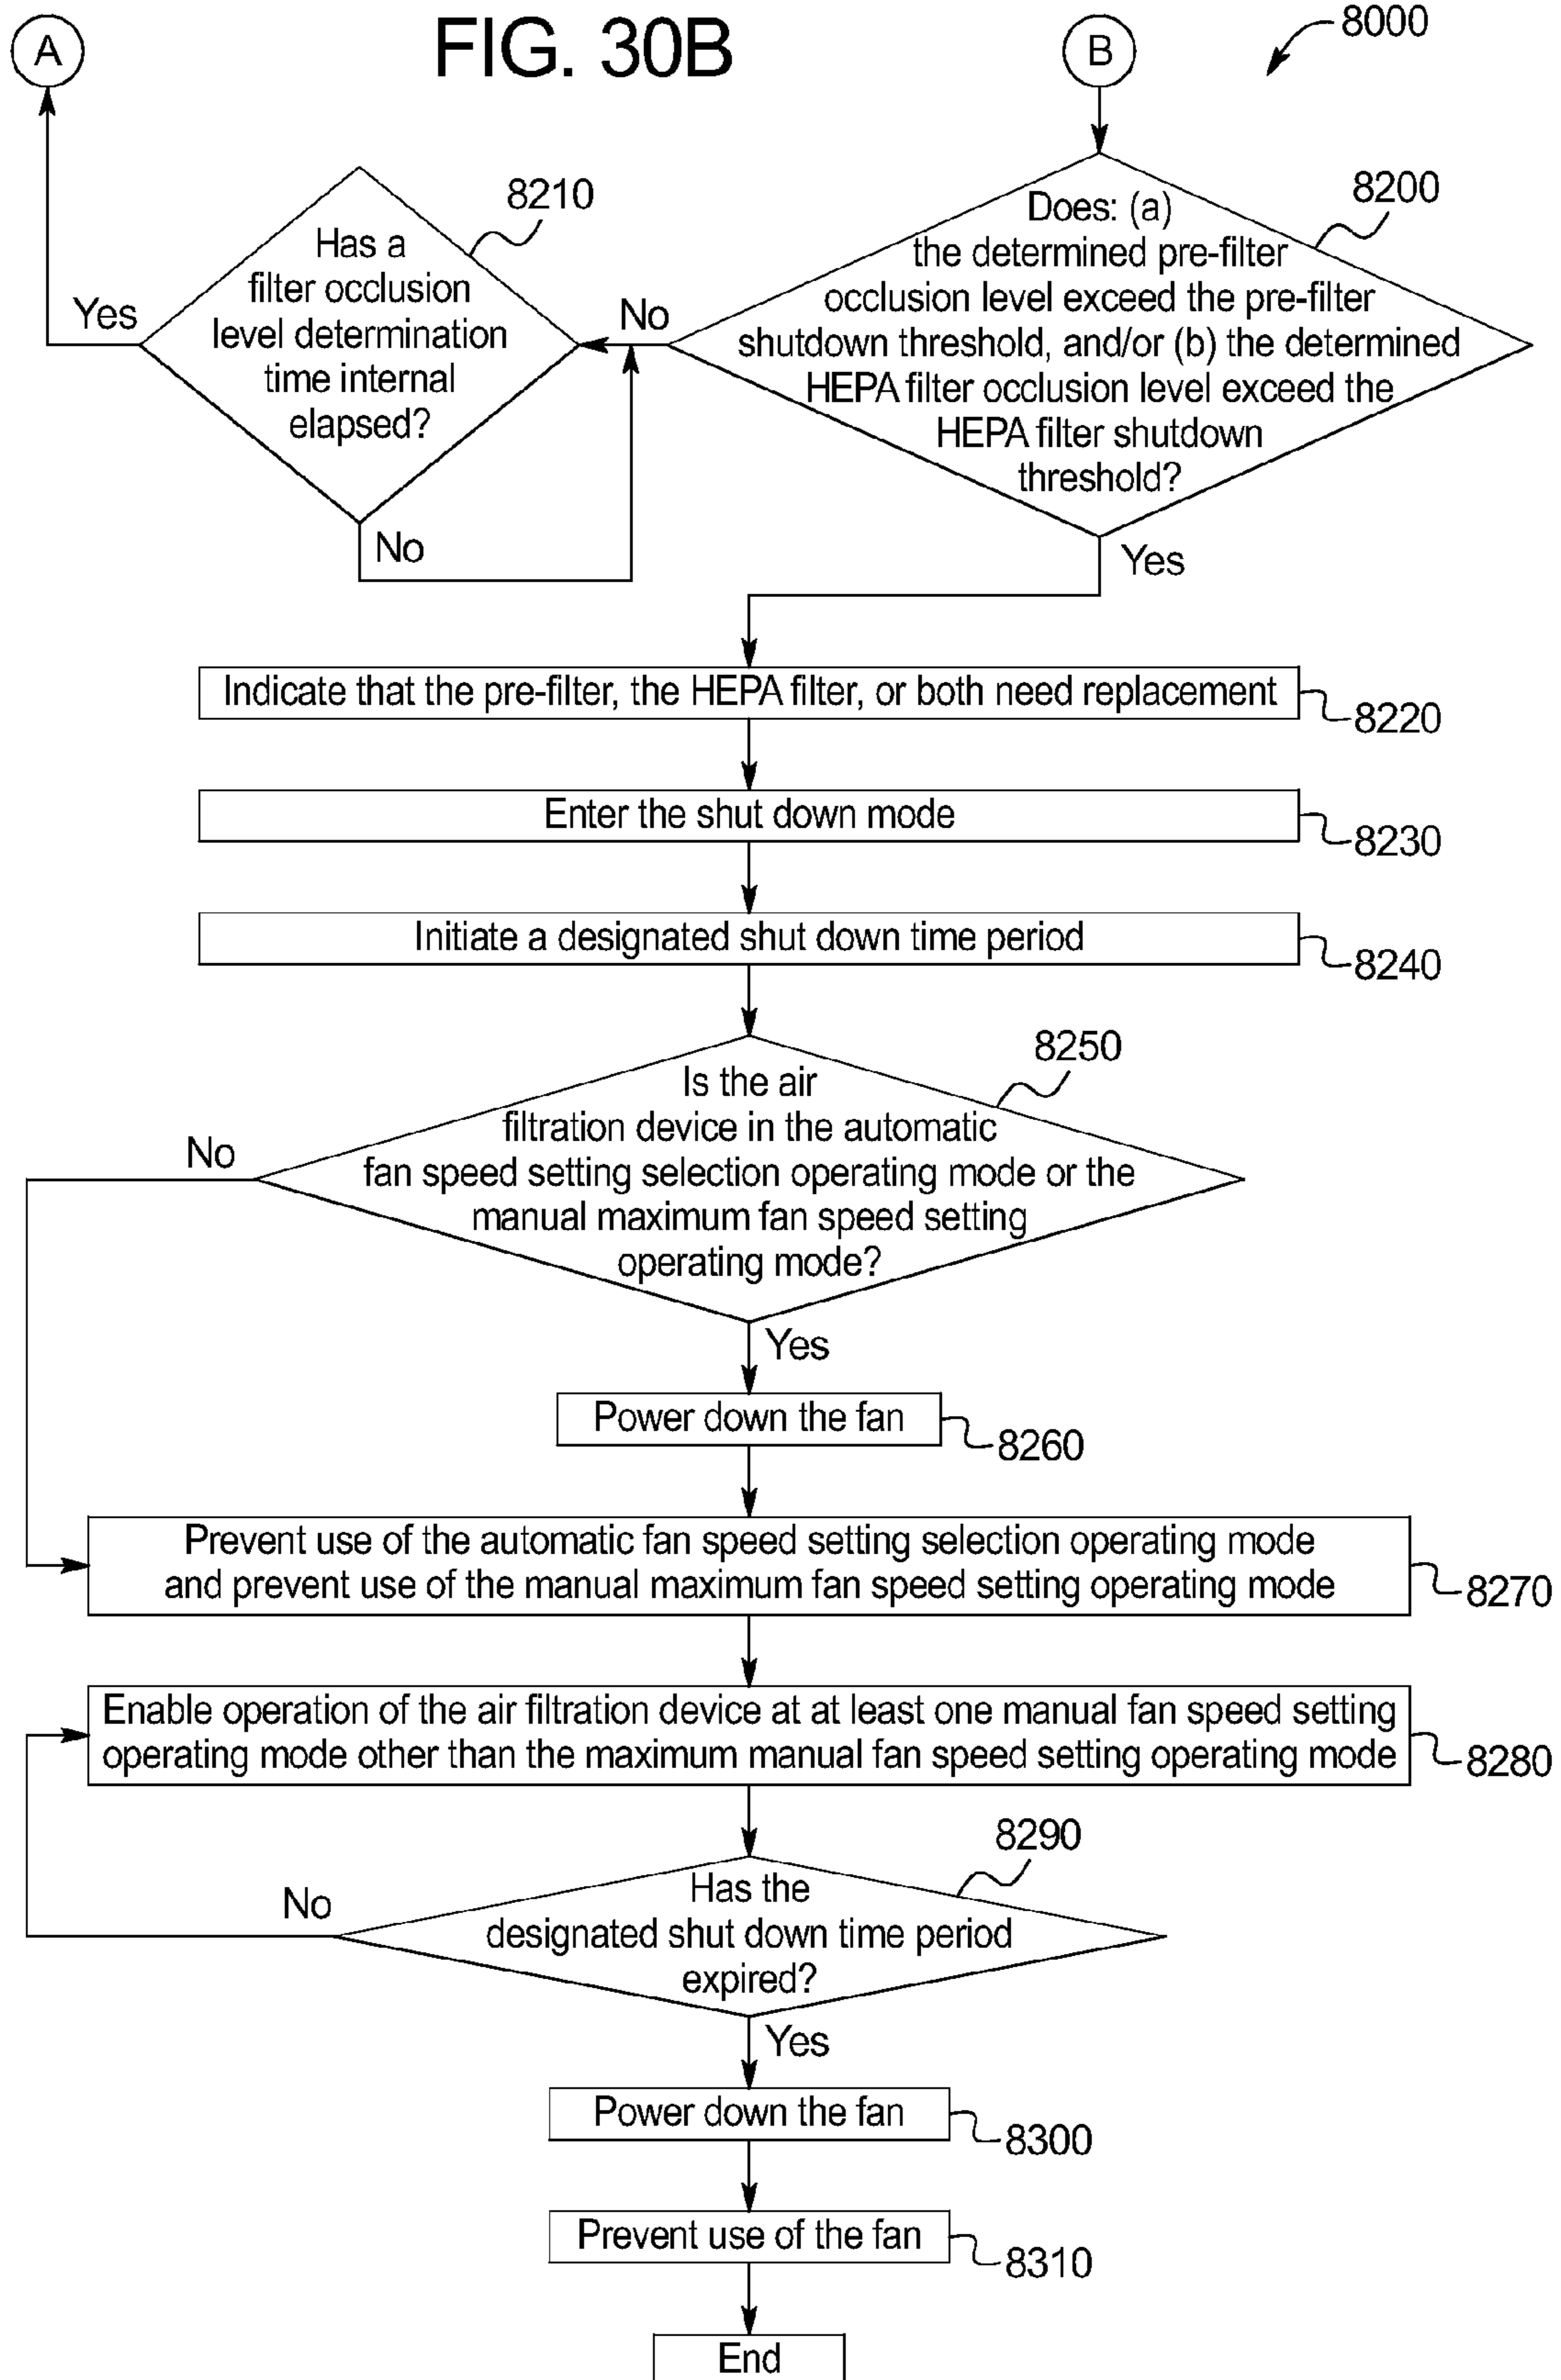 FIG. 30B
8000
A
B
8200
Does: (a)
the determined pre-filter
occlusion level exceed the pre-filter
shutdown threshold, and/or (b) the determined
HEPA filter occlusion level exceed the
HEPA filter shutdown
threshold?
No
Yes
8210
Has a
filter occlusion
level determination
time internal
elapsed?
Yes
No
Indicate that the pre-filter, the HEPA filter, or both need replacement
8220
Enter the shut down mode
8230
Initiate a designated shut down time period
8240
8250
Is the air
filtration device in the automatic
fan speed setting selection operating mode or the
manual maximum fan speed setting
operating mode?
No
Yes
Power down the fan
8260
Prevent use of the automatic fan speed setting selection operating mode
and prevent use of the manual maximum fan speed setting operating mode
8270
Enable operation of the air filtration device at at least one manual fan speed setting
operating mode other than the maximum manual fan speed setting operating mode
8280
8290
Has the
designated shut down time period
expired?
No
Yes
Power down the fan
8300
Prevent use of the fan
8310
End